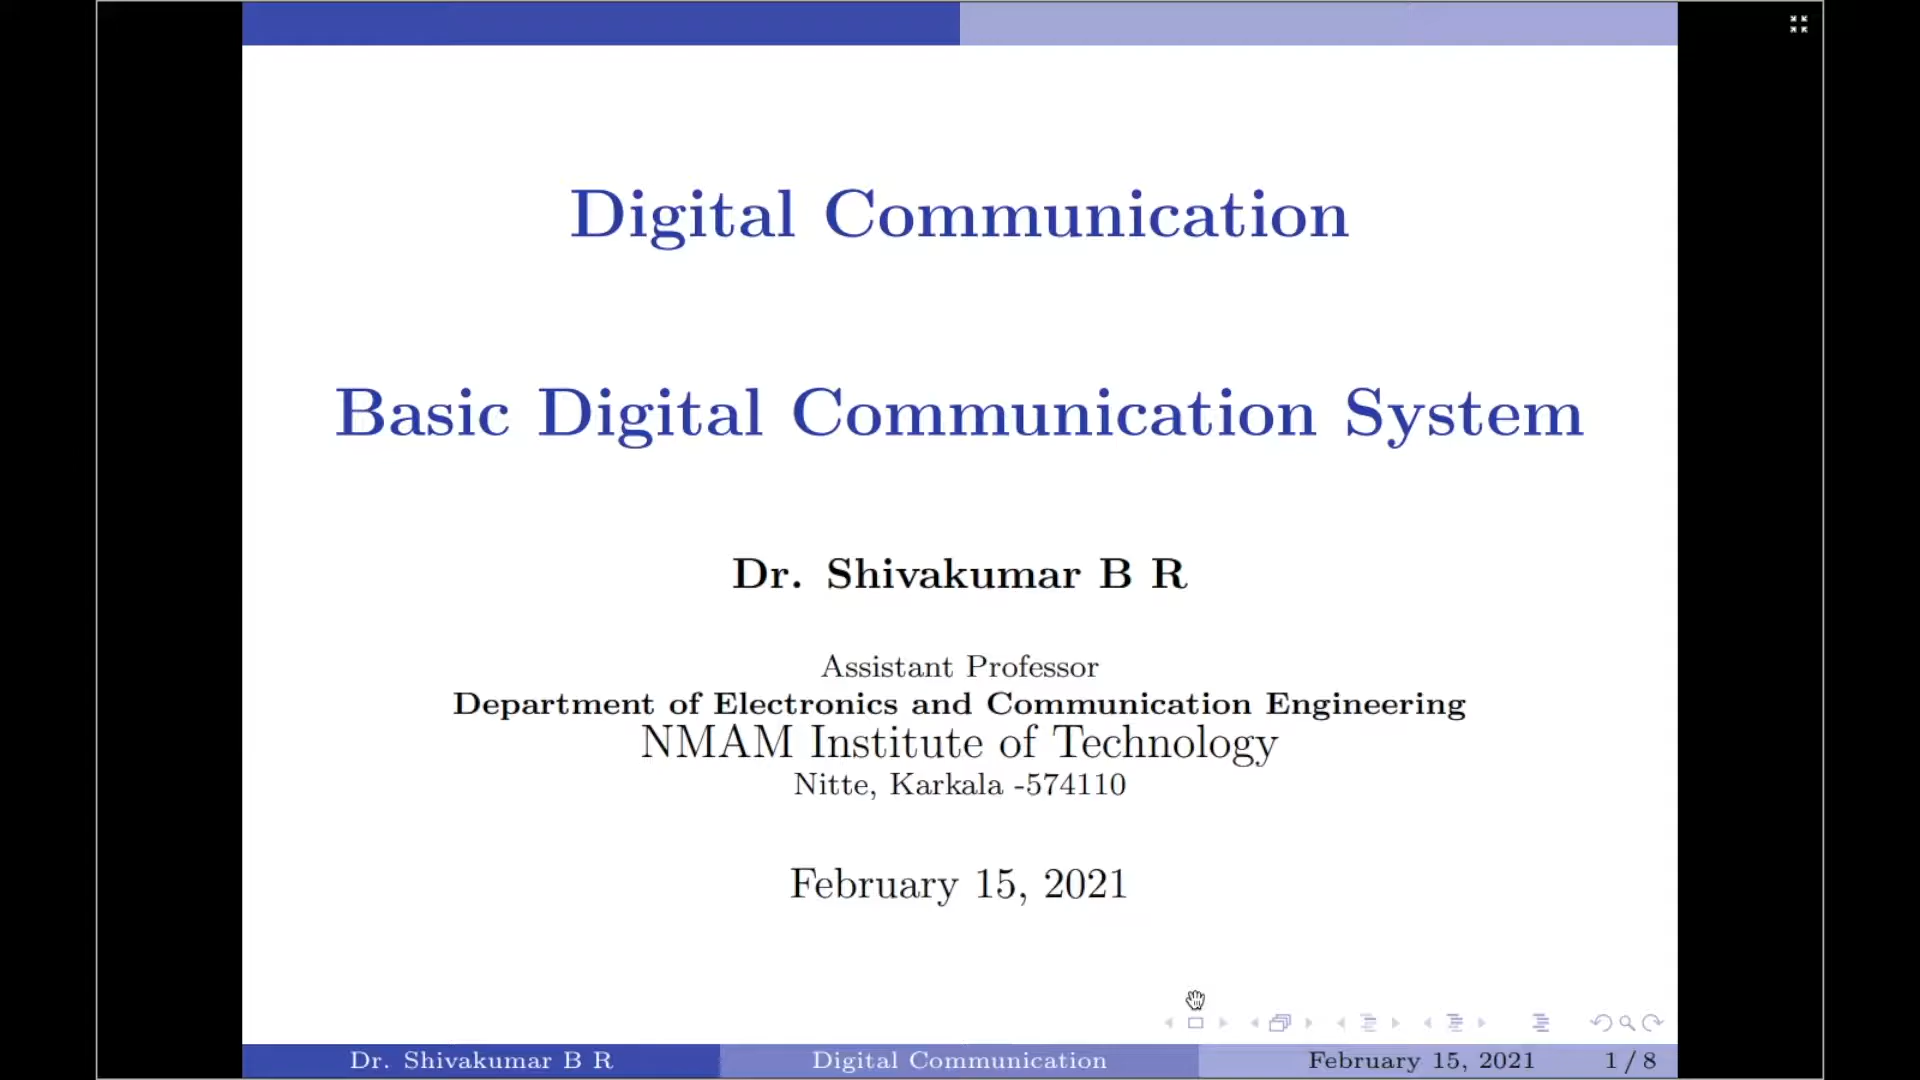 Digital Communication
Basic Digital Communication System
Dr. Shivakumar B R
Assistant Professor
Department of Electronics and Communication Engineering
NMAM Institute of Technology
Nitte, Karkala -574110
February 15, 2021
Dr. Shivakumar B R Digital Communication February 15, 2021 1 / 8